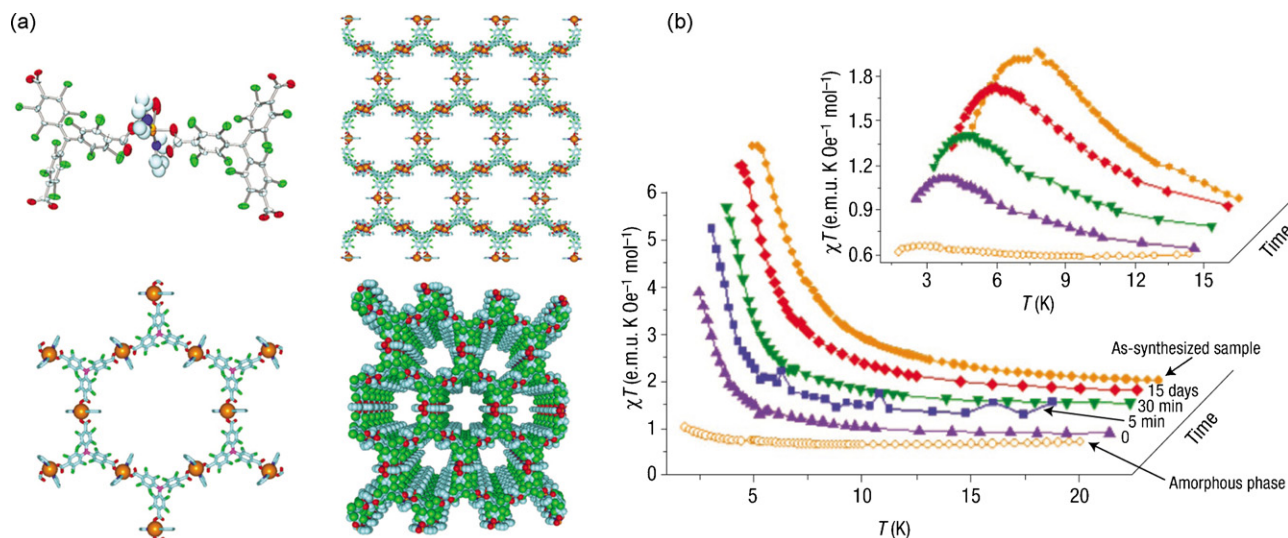 (a)
(b)
χT (e.m.u. K Oe⁻¹ mol⁻¹)
1.8
1.5
1.2
0.9
0.6
3
6
9
12
15
T (K)
Time
χT (e.m.u. K Oe⁻¹ mol⁻¹)
6
5
4
3
2
1
0
5
10
15
20
T (K)
As-synthesized sample
15 days
30 min
5 min
0
Time
Amorphous phase